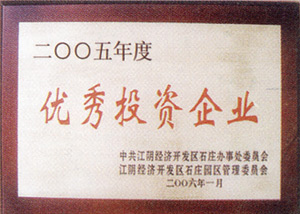 二〇〇五年度
优秀投资企业
中共江阴经济开发区石庄办事处委员会
江阴经济开发区石庄园区管理委员会
二〇〇六年一月